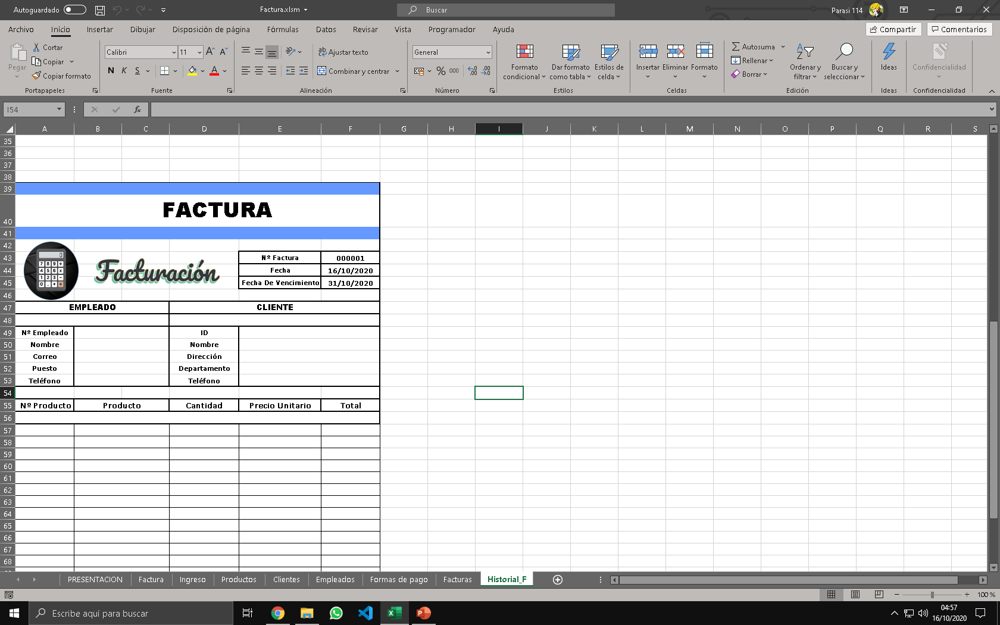 Autoguardado
Factura.xlsm
Buscar
Parasi 114
Archivo Inicio Insertar Dibujar Disposición de página Fórmulas Datos Revisar Vista Programador Ayuda
Compartir Comentarios
Pegar
Cortar
Copiar
Copiar formato
Portapapeles
Calibri 11
N K S
Fuente
Ajustar texto
Combinar y centrar
Alineación
General
% 000
Número
Formato condicional
Dar formato como tabla
Estilos de celda
Estilos
Insertar Eliminar Formato
Celdas
Autosuma
Rellenar
Borrar
Ordenar y filtrar
Buscar y seleccionar
Edición
Ideas
Ideas
Confidencialidad
Confidencialidad
I54
fx
A B C D E F G H I J K L M N O P Q R S
35
36
37
38
39
40 FACTURA
41
42
43 Nº Factura 000001
44 Fecha 16/10/2020
45 Fecha De Vencimiento 31/10/2020
Facturación
46
47 EMPLEADO CLIENTE
48
49 Nº Empleado ID
50 Nombre Nombre
51 Correo Dirección
52 Puesto Departamento
53 Teléfono Teléfono
54
55 Nº Producto Producto Cantidad Precio Unitario Total
56
57
58
59
60
61
62
63
64
65
66
67
68
PRESENTACION Factura Ingreso Productos Clientes Empleados Formas de pago Facturas Historial_F
100 %
Escribe aquí para buscar
04:57
16/10/2020